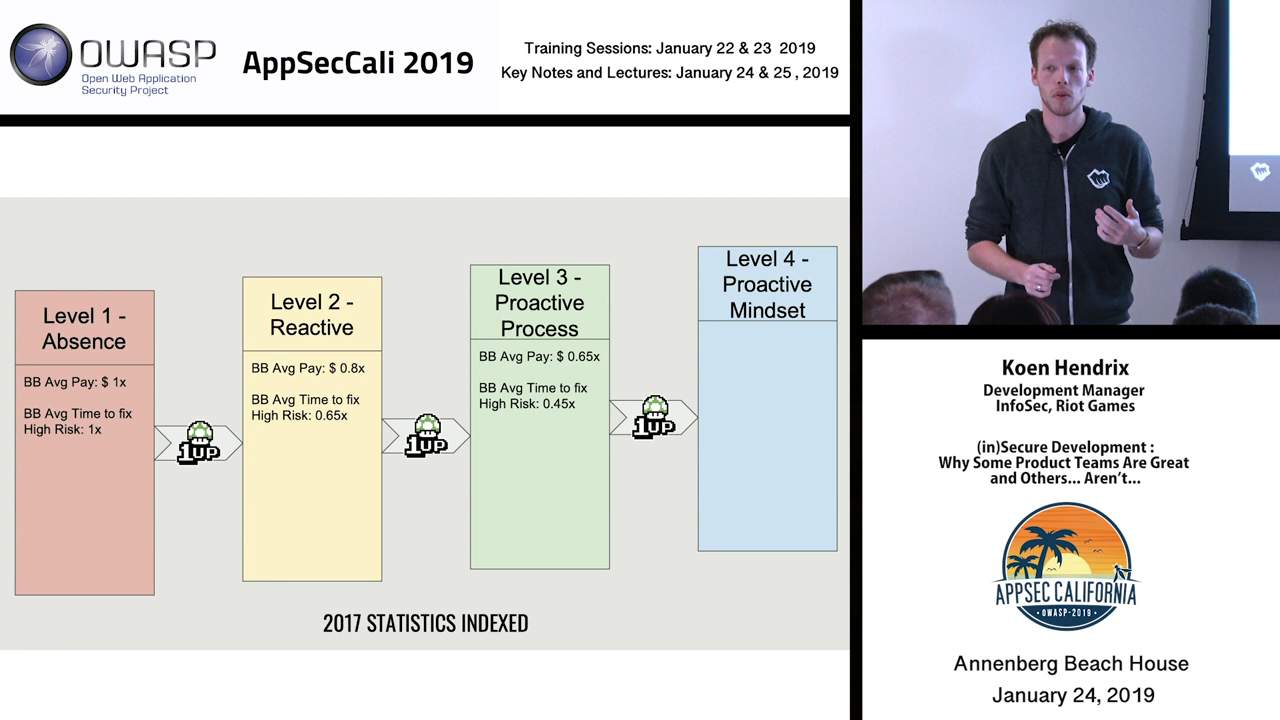 OWASP
Open Web Application
Security Project
AppSecCali 2019
Training Sessions: January 22 & 23 2019
Key Notes and Lectures: January 24 & 25 , 2019
Level 1 -
Absence
BB Avg Pay: $ 1x
BB Avg Time to fix
High Risk: 1x
1UP
Level 2 -
Reactive
BB Avg Pay: $ 0.8x
BB Avg Time to fix
High Risk: 0.65x
1UP
Level 3 -
Proactive
Process
BB Avg Pay: $ 0.65x
BB Avg Time to fix
High Risk: 0.45x
1UP
Level 4 -
Proactive
Mindset
2017 STATISTICS INDEXED
Koen Hendrix
Development Manager
InfoSec, Riot Games
(in)Secure Development :
Why Some Product Teams Are Great
and Others... Aren't...
APPSEC CALIFORNIA
OWASP-2019
Annenberg Beach House
January 24, 2019